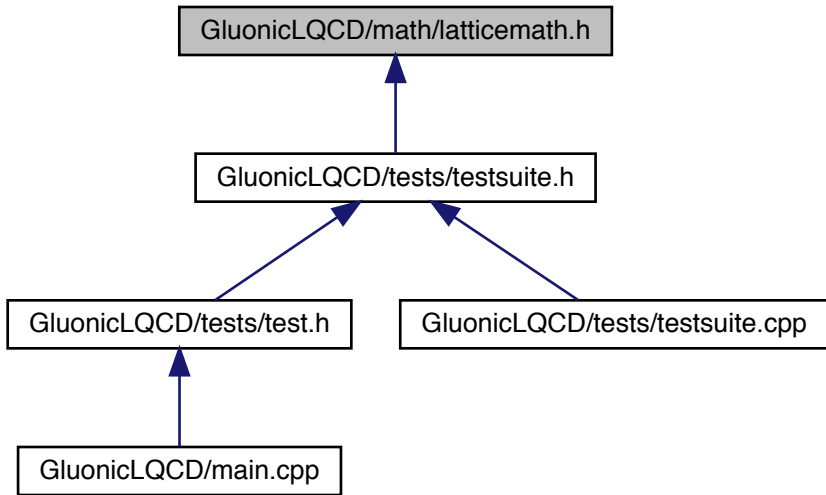 GluonicLQCD/math/latticemath.h
GluonicLQCD/tests/testsuite.h
GluonicLQCD/tests/test.h
GluonicLQCD/tests/testsuite.cpp
GluonicLQCD/main.cpp